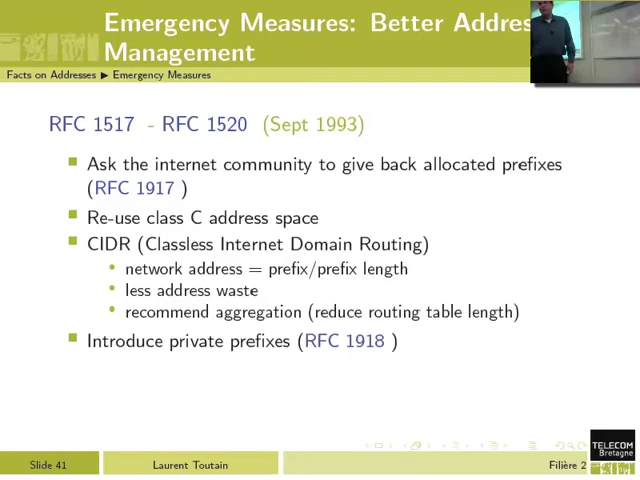 Emergency Measures: Better Addres
Management
Facts on Addresses ▶ Emergency Measures
RFC 1517 - RFC 1520 (Sept 1993)
Ask the internet community to give back allocated prefixes
(RFC 1917 )
Re-use class C address space
CIDR (Classless Internet Domain Routing)
network address = prefix/prefix length
less address waste
recommend aggregation (reduce routing table length)
Introduce private prefixes (RFC 1918 )
TELECOM
Bretagne
Slide 41 Laurent Toutain Filière 2